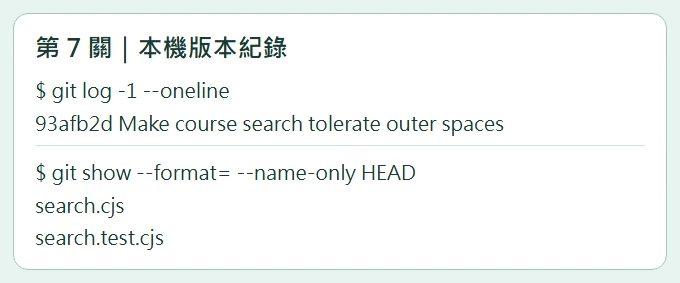 第 7 關｜本機版本紀錄
$ git log -1 --oneline
93afb2d Make course search tolerate outer spaces
$ git show --format= --name-only HEAD
search.cjs
search.test.cjs